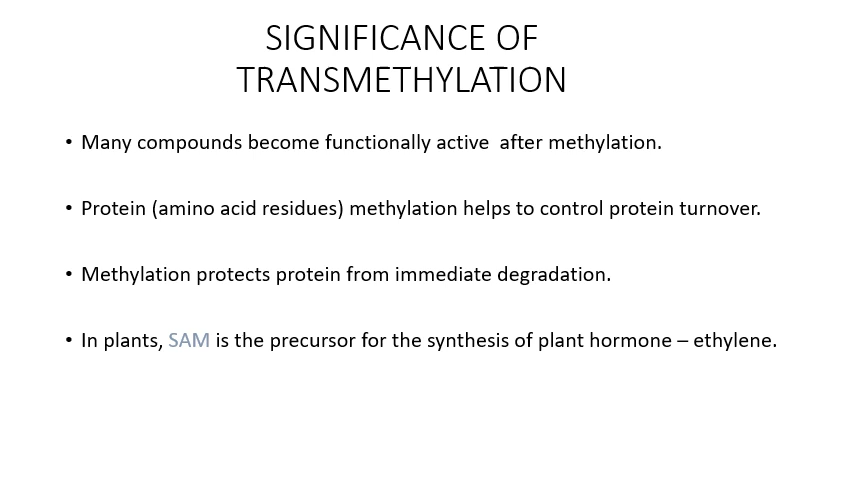 SIGNIFICANCE OF
TRANSMETHYLATION
• Many compounds become functionally active  after methylation.
• Protein (amino acid residues) methylation helps to control protein turnover.
• Methylation protects protein from immediate degradation.
• In plants, SAM is the precursor for the synthesis of plant hormone – ethylene.